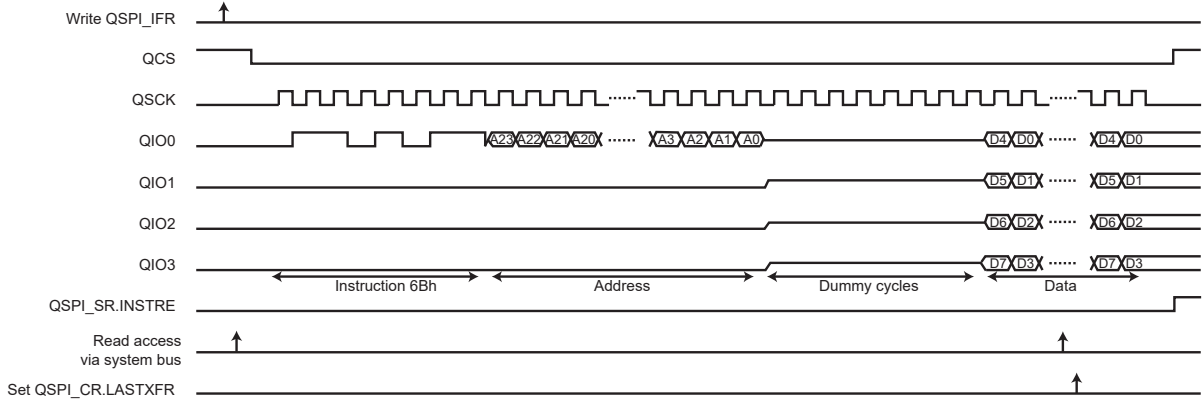 Write QSPI_IFR
QCS
QSCK
QIO0 A23 A22 A21 A20 A3 A2 A1 A0 D4 D0 D4 D0
QIO1 D5 D1 D5 D1
QIO2 D6 D2 D6 D2
QIO3 D7 D3 D7 D3
Instruction 6Bh Address Dummy cycles Data
QSPI_SR.INSTRE
Read access
via system bus
Set QSPI_CR.LASTXFR